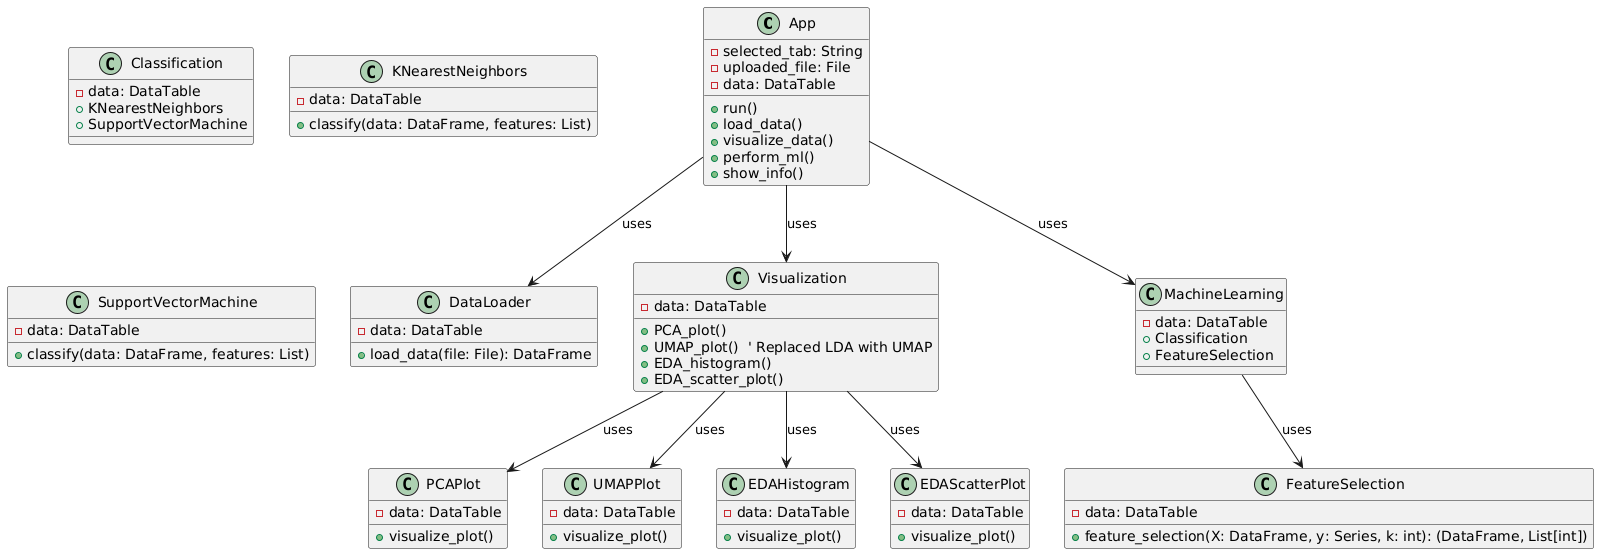 C App
selected_tab: String
uploaded_file: File
data: DataTable
run()
load_data()
visualize_data()
perform_ml()
show_info()
C Classification
data: DataTable
KNearestNeighbors
SupportVectorMachine
C KNearestNeighbors
data: DataTable
classify(data: DataFrame, features: List)
uses
uses
uses
C SupportVectorMachine
data: DataTable
classify(data: DataFrame, features: List)
C DataLoader
data: DataTable
load_data(file: File): DataFrame
C Visualization
data: DataTable
PCA_plot()
UMAP_plot()  ' Replaced LDA with UMAP
EDA_histogram()
EDA_scatter_plot()
C MachineLearning
data: DataTable
Classification
FeatureSelection
uses
uses
uses
uses
uses
C PCAPlot
data: DataTable
visualize_plot()
C UMAPPlot
data: DataTable
visualize_plot()
C EDAHistogram
data: DataTable
visualize_plot()
C EDAScatterPlot
data: DataTable
visualize_plot()
C FeatureSelection
data: DataTable
feature_selection(X: DataFrame, y: Series, k: int): (DataFrame, List[int])